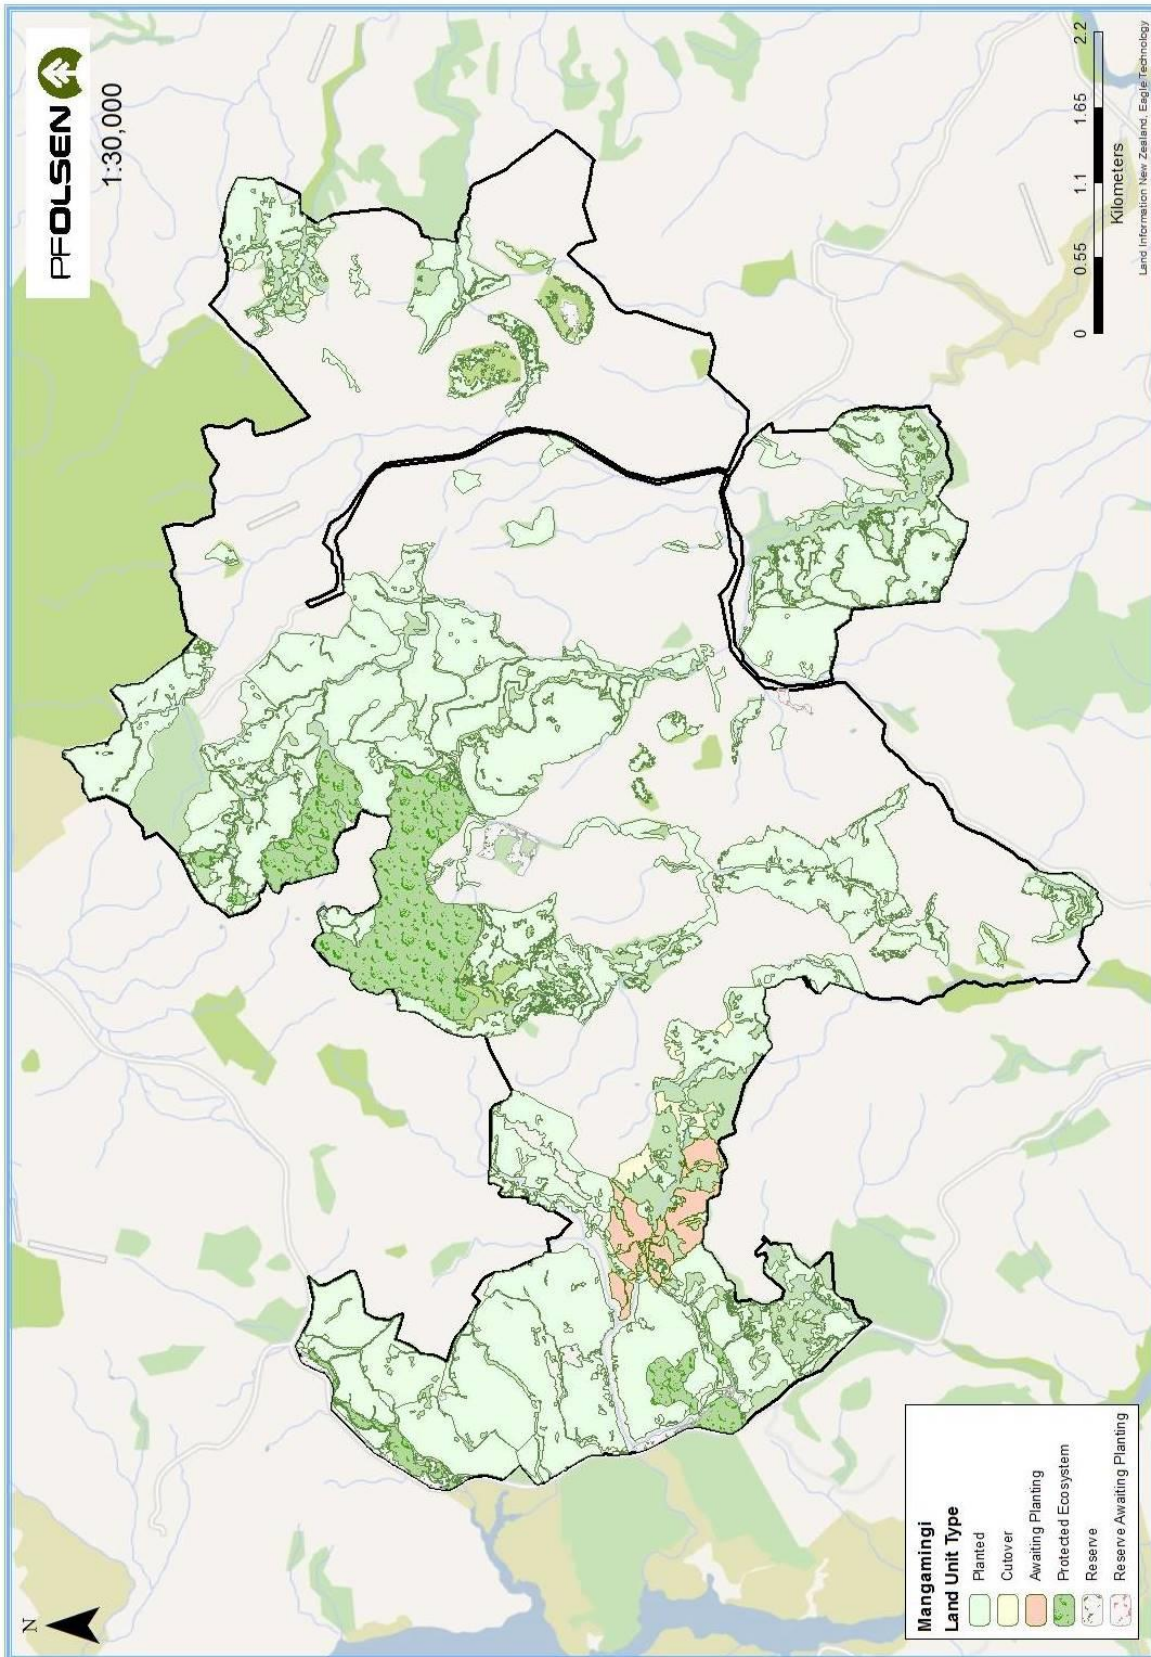 N
PFOLSEN
1:30,000
Mangamingi
Land Unit Type
Planted
Cutover
Awaiting Planting
Protected Ecosystem
Reserve
Reserve Awaiting Planting
0 0.55 1.1 1.65 2.2
Kilometers
Land Information New Zealand, Eagle Technology